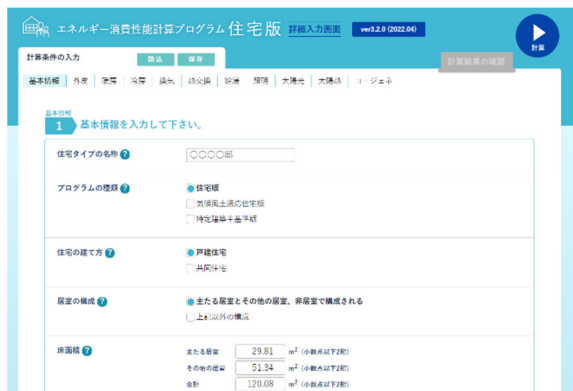 エネルギー消費性能計算プログラム 住宅版 詳細入力画面 ver3.2.0 (2022.04)
計算
計算条件の入力 読込 保存 計算結果の確認
基本情報 外皮 暖房 冷房 換気 熱交換 給湯 照明 太陽光 太陽熱 コージェネ
基本情報
1 基本情報を入力して下さい。
住宅タイプの名称 ? 〇〇〇〇邸
プログラムの種類 ? 住宅版
気候風土適応住宅版
特定建築主基準版
住宅の建て方 ? 戸建住宅
共同住宅
居室の構成 ? 主たる居室とその他の居室、非居室で構成される
上記以外の構成
床面積 ? 主たる居室 29.81 m² (小数点以下2桁)
その他の居室 51.34 m² (小数点以下2桁)
合計 120.08 m² (小数点以下2桁)